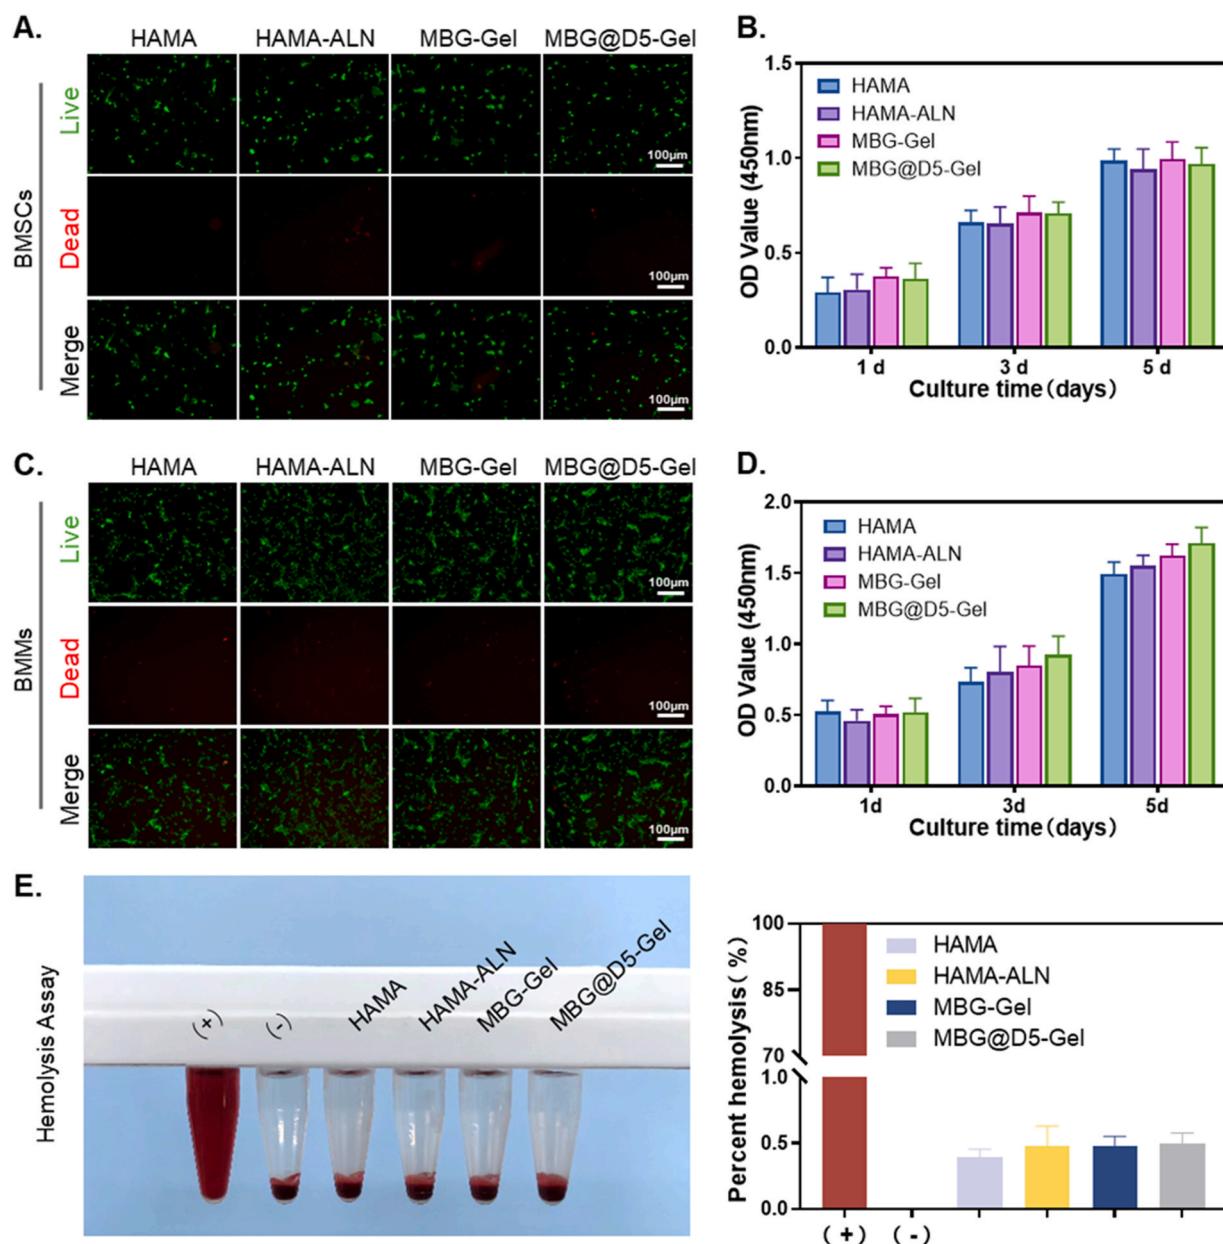 A.
HAMA HAMA-ALN MBG-Gel MBG@D5-Gel
BMSCs
Live
100μm
Dead
100μm
Merge
100μm
B.
OD Value (450nm)
1.5
1.0
0.5
0.0
HAMA
HAMA-ALN
MBG-Gel
MBG@D5-Gel
1 d 3 d 5 d
Culture time(days)
C.
HAMA HAMA-ALN MBG-Gel MBG@D5-Gel
BMMs
Live
100μm
Dead
100μm
Merge
100μm
D.
OD Value (450nm)
2.0
1.5
1.0
0.5
0.0
HAMA
HAMA-ALN
MBG-Gel
MBG@D5-Gel
1d 3d 5d
Culture time(days)
E.
Hemolysis Assay
(+) (-) HAMA HAMA-ALN MBG-Gel MBG@D5-Gel
Percent hemolysis(%)
100
85
70
1.0
0.5
0.0
HAMA
HAMA-ALN
MBG-Gel
MBG@D5-Gel
(+) (-)